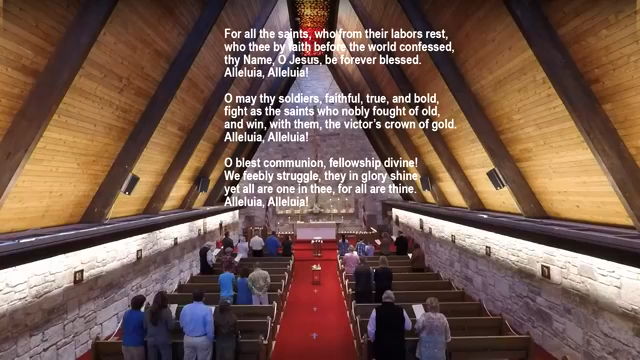 For all the saints, who from their labors rest,
who thee by faith before the world confessed,
thy Name, O Jesus, be forever blessed.
Alleluia, Alleluia!
O may thy soldiers, faithful, true, and bold,
fight as the saints who nobly fought of old,
and win, with them, the victor's crown of gold.
Alleluia, Alleluia!
O blest communion, fellowship divine!
We feebly struggle, they in glory shine
yet all are one in thee, for all are thine.
Alleluia, Alleluia!